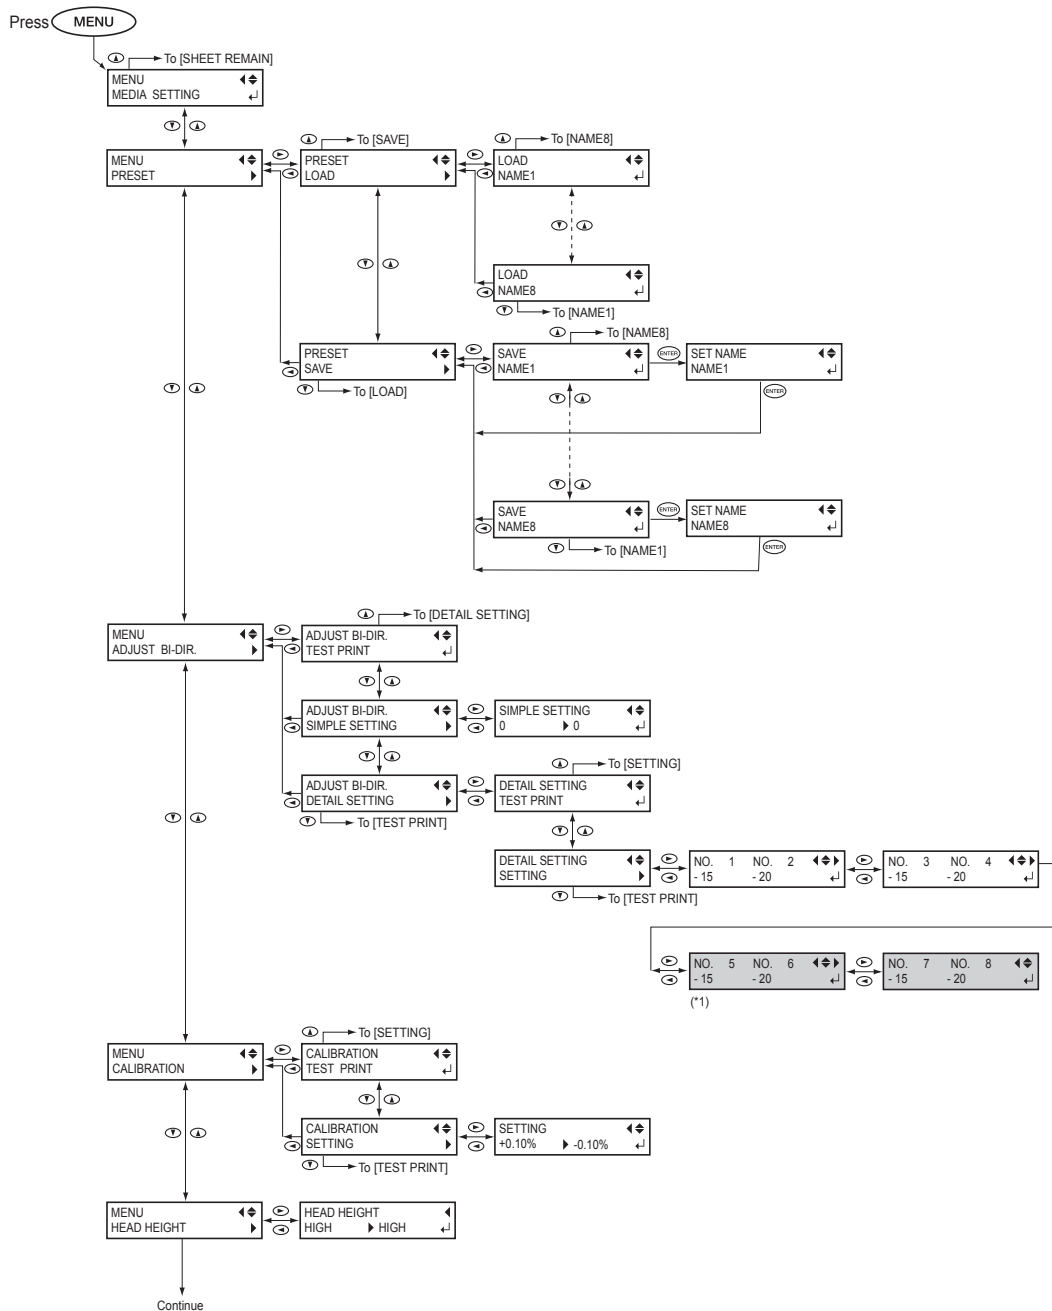 Press MENU
To [SHEET REMAIN]
MENU
MEDIA SETTING
MENU
PRESET
To [SAVE]
PRESET
LOAD
To [NAME8]
LOAD
NAME1
LOAD
NAME8
To [NAME1]
PRESET
SAVE
To [LOAD]
To [NAME8]
SAVE
NAME1
ENTER
SET NAME
NAME1
ENTER
SAVE
NAME8
To [NAME1]
ENTER
SET NAME
NAME8
ENTER
MENU
ADJUST BI-DIR.
To [DETAIL SETTING]
ADJUST BI-DIR.
TEST PRINT
ADJUST BI-DIR.
SIMPLE SETTING
SIMPLE SETTING
0 0
ADJUST BI-DIR.
DETAIL SETTING
To [TEST PRINT]
To [SETTING]
DETAIL SETTING
TEST PRINT
DETAIL SETTING
SETTING
To [TEST PRINT]
NO. 1 NO. 2
- 15 - 20
NO. 3 NO. 4
- 15 - 20
NO. 5 NO. 6
- 15 - 20
(*1)
NO. 7 NO. 8
- 15 - 20
MENU
CALIBRATION
To [SETTING]
CALIBRATION
TEST PRINT
CALIBRATION
SETTING
To [TEST PRINT]
SETTING
+0.10% -0.10%
MENU
HEAD HEIGHT
HEAD HEIGHT
HIGH HIGH
Continue